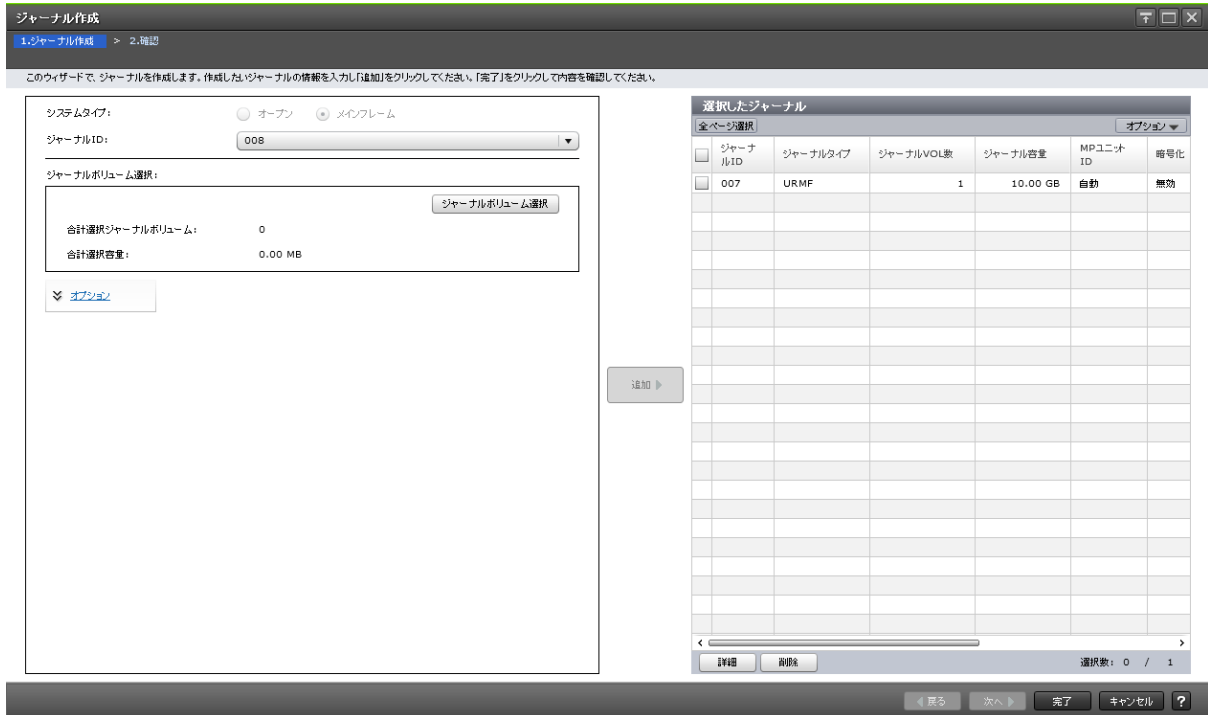 ジャーナル作成
1.ジャーナル作成 > 2.確認
このウィザードで、ジャーナルを作成します。作成したいジャーナルの情報を入力し「追加」をクリックしてください。「完了」をクリックして内容を確認してください。
システムタイプ: オープン メインフレーム
ジャーナルID: 008
ジャーナルボリューム選択:
ジャーナルボリューム選択
合計選択ジャーナルボリューム: 0
合計選択容量: 0.00 MB
オプション
追加
選択したジャーナル
全ページ選択 オプション
ジャーナルID ジャーナルタイプ ジャーナルVOL数 ジャーナル容量 MPユニットID 暗号化
007 URMF 1 10.00 GB 自動 無効
詳細 削除 選択数: 0 / 1
戻る 次へ 完了 キャンセル ?